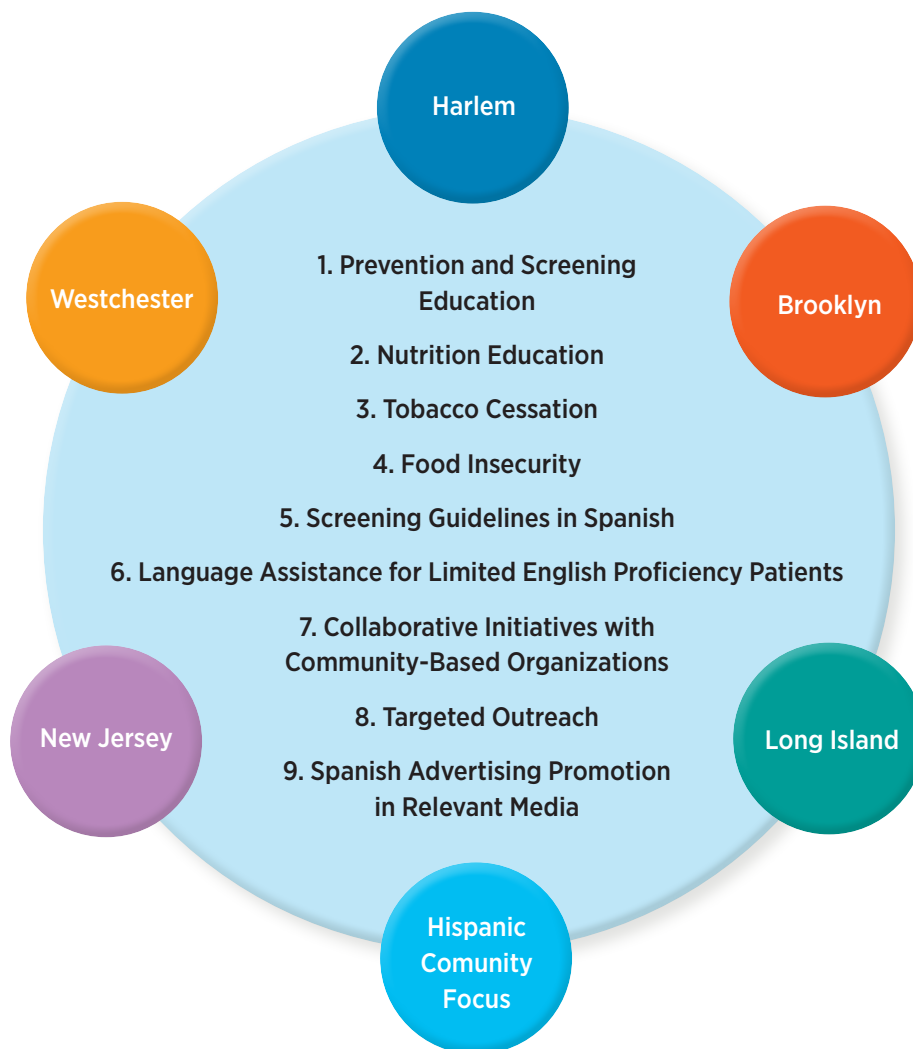 Harlem
Westchester
Brooklyn
1. Prevention and Screening
Education
2. Nutrition Education
3. Tobacco Cessation
4. Food Insecurity
5. Screening Guidelines in Spanish
6. Language Assistance for Limited English Proficiency Patients
7. Collaborative Initiatives with
Community-Based Organizations
8. Targeted Outreach
9. Spanish Advertising Promotion
in Relevant Media
New Jersey
Long Island
Hispanic
Comunity
Focus